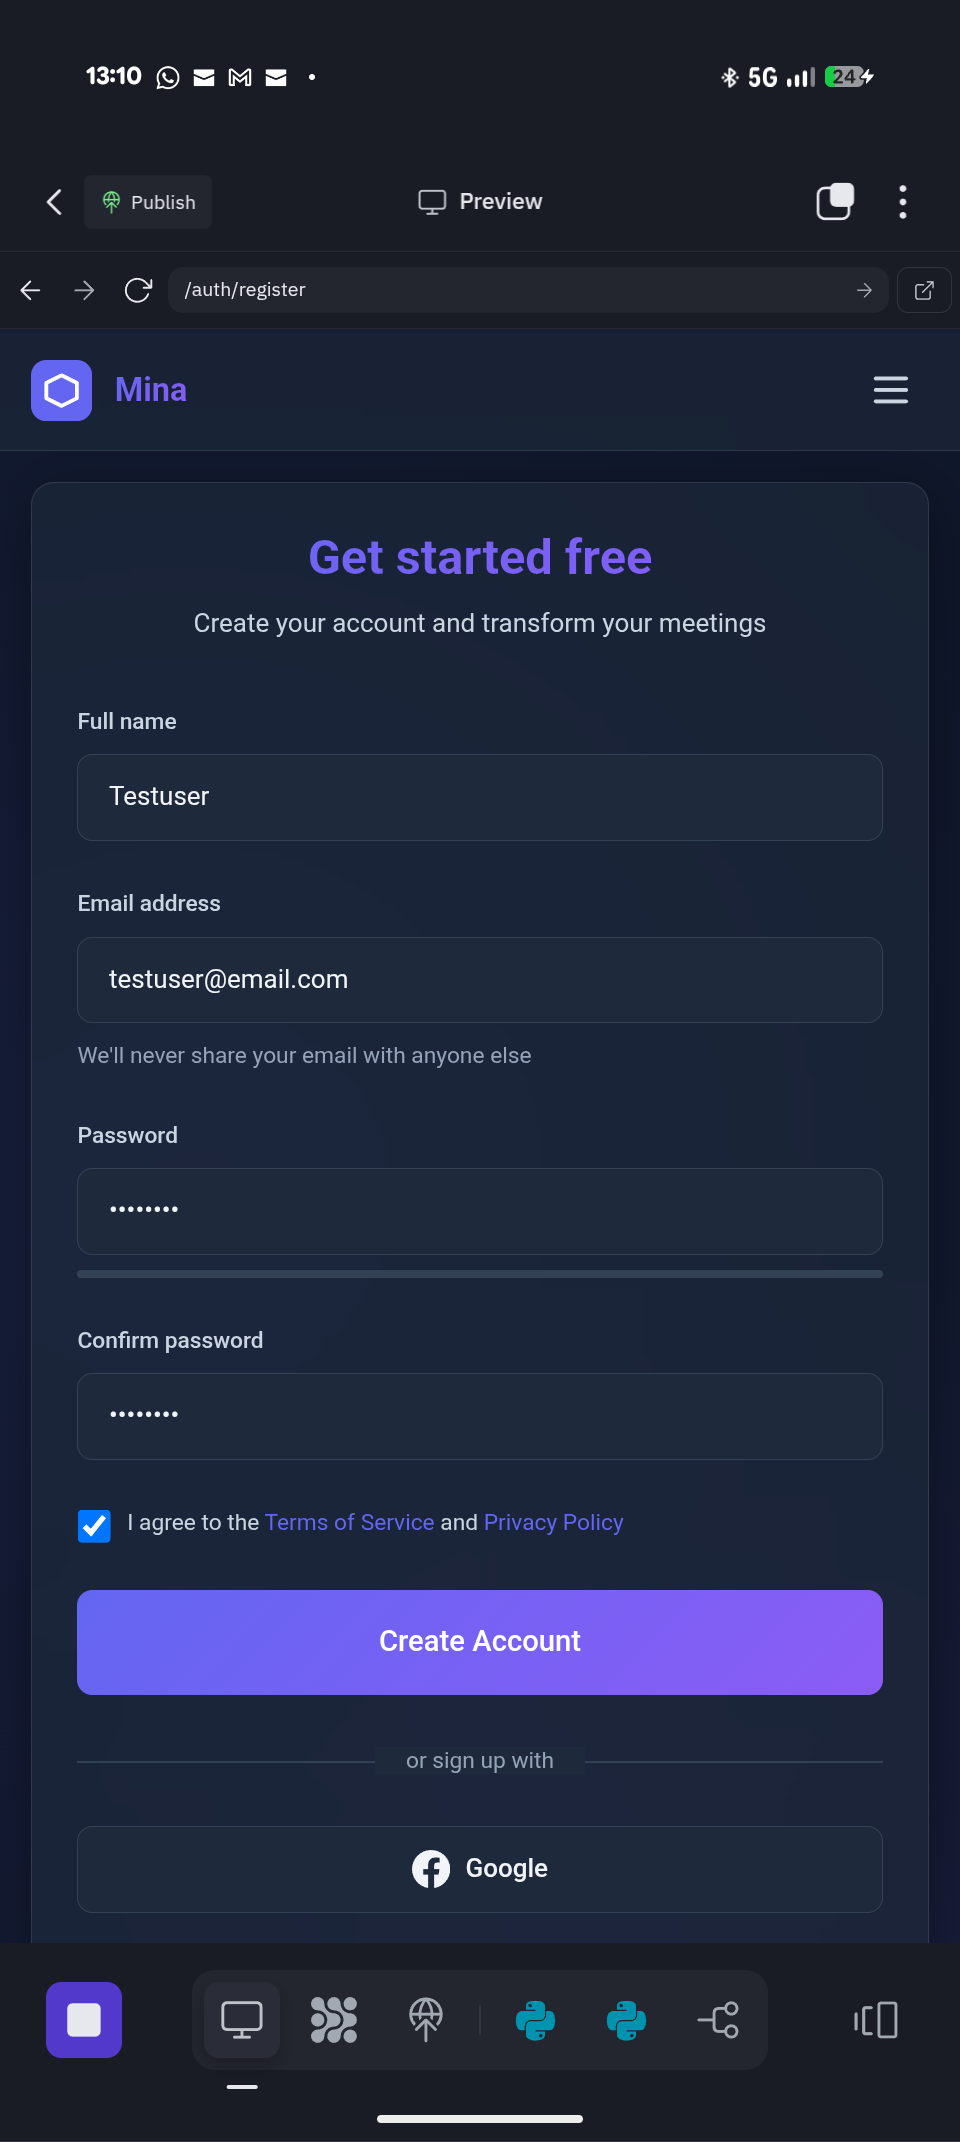 13:10
5G
24
Publish
Preview
/auth/register
Mina
Get started free
Create your account and transform your meetings
Full name
Testuser
Email address
testuser@email.com
We'll never share your email with anyone else
Password
••••••••
Confirm password
••••••••
I agree to the Terms of Service and Privacy Policy
Create Account
or sign up with
Google